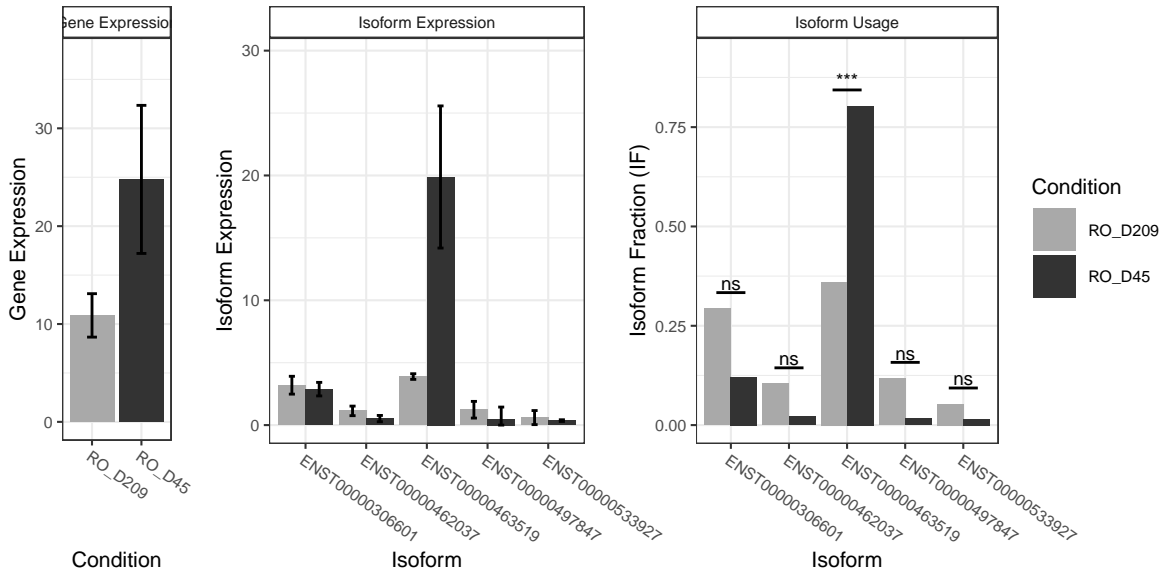 Gene Expression
Isoform Expression
Isoform Usage
Gene Expression
0
10
20
30
RO_D209
RO_D45
Condition
Isoform Expression
0
10
20
30
ENST00000306601
ENST00000462037
ENST00000463519
ENST00000497847
ENST00000533927
Isoform
Isoform Fraction (IF)
0.00
0.25
0.50
0.75
ns
ns
***
ns
ns
ENST00000306601
ENST00000462037
ENST00000463519
ENST00000497847
ENST00000533927
Isoform
Condition
RO_D209
RO_D45